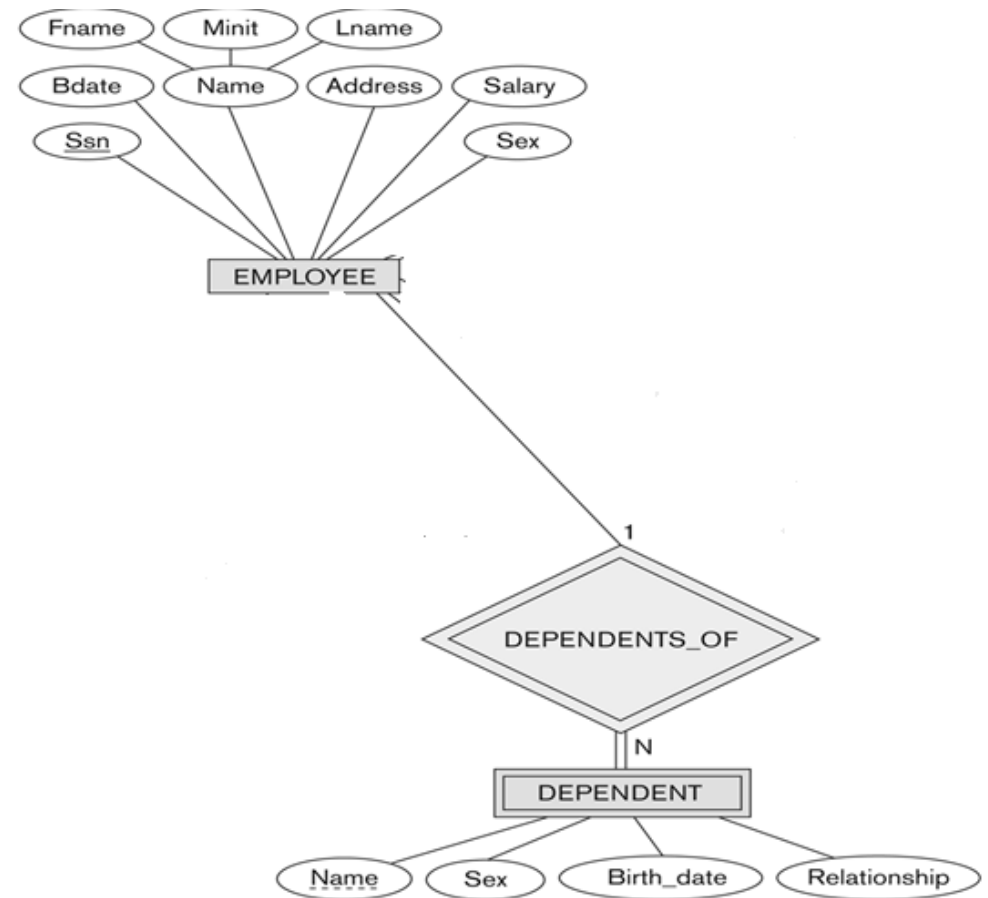 Fname Minit Lname
Bdate Name Address Salary
Ssn Sex
EMPLOYEE
1
DEPENDENTS_OF
N
DEPENDENT
Name Sex Birth_date Relationship